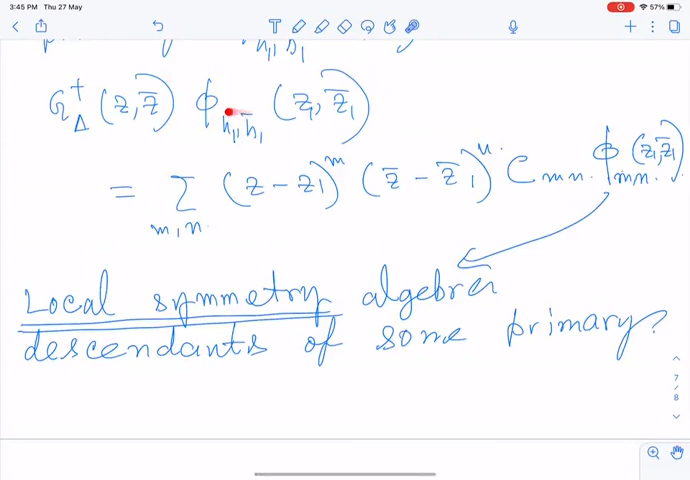 3:45 PM Thu 27 May
57%
G_Δ^+ (z, z̄) φ_{h₁, h̄₁} (z₁, z̄₁)
= Σ_{m,n} (z - z₁)^m (z̄ - z̄₁)^n C_{mn} φ_{mn} (z₁, z̄₁)
Local symmetry algebra
descendants of some primary?
7
/
8